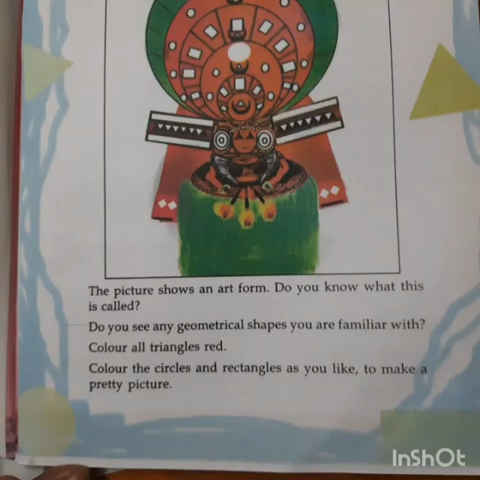 The picture shows an art form. Do you know what this
is called?
Do you see any geometrical shapes you are familiar with?
Colour all triangles red.
Colour the circles and rectangles as you like, to make a
pretty picture.
InShOt